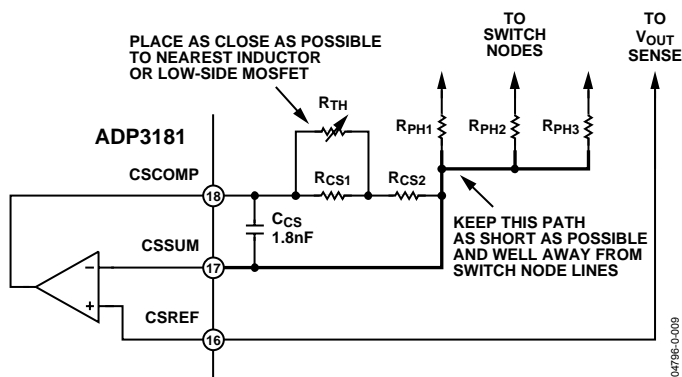 TO
SWITCH
NODES
TO
VOUT
SENSE
PLACE AS CLOSE AS POSSIBLE
TO NEAREST INDUCTOR
OR LOW-SIDE MOSFET
RTH
RPH1
RPH2
RPH3
ADP3181
CSCOMP
18
RCS1
RCS2
CCS
1.8nF
KEEP THIS PATH
AS SHORT AS POSSIBLE
AND WELL AWAY FROM
SWITCH NODE LINES
CSSUM
17
–
+
CSREF
16
04796-0-009